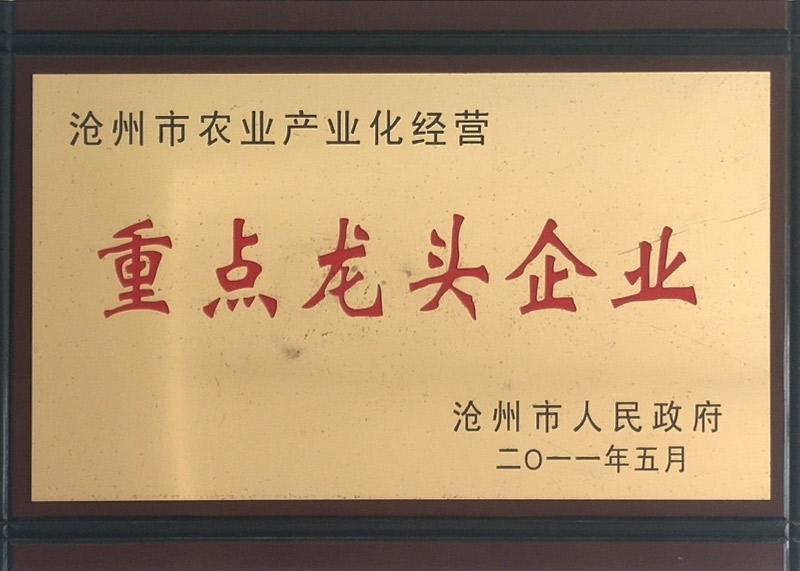 沧州市农业产业化经营
重点龙头企业
沧州市人民政府
二〇一一年五月